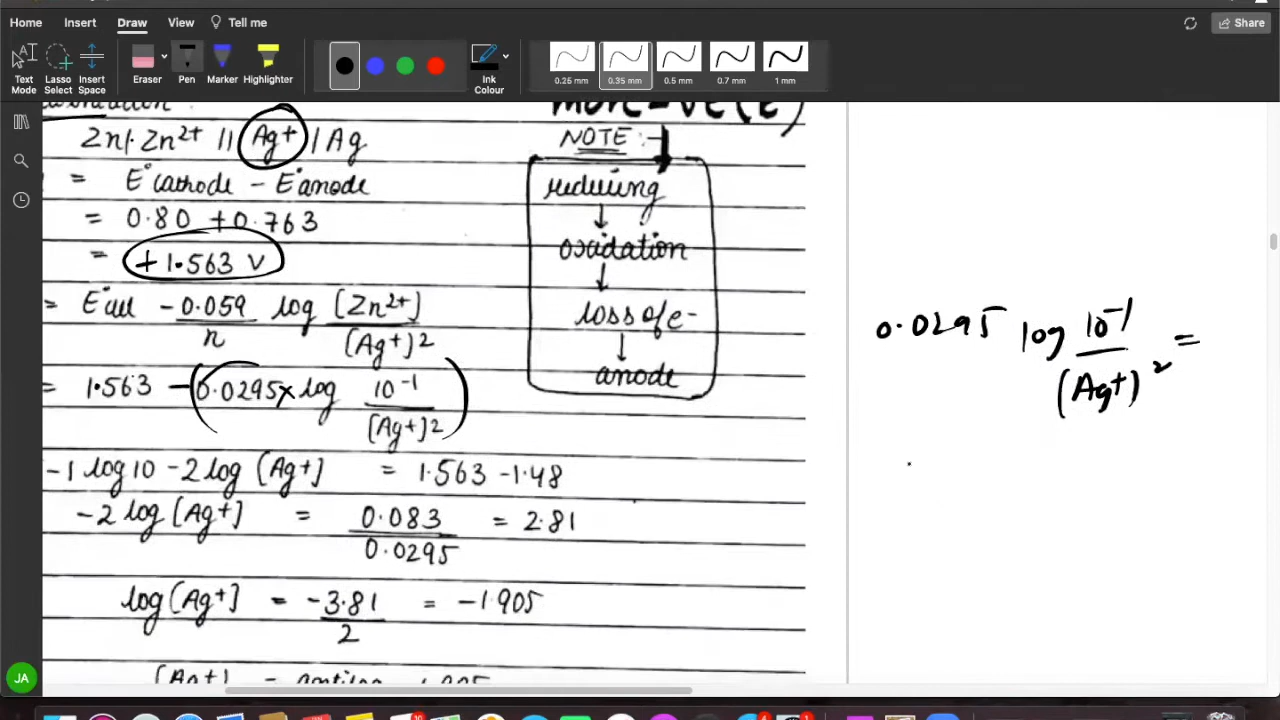 Home Insert Draw View Tell me
Share
Text Mode
Lasso Select
Insert Space
Eraser
Pen
Marker
Highlighter
Ink Colour
0.25 mm
0.35 mm
0.5 mm
0.7 mm
1 mm
more -ve (E)
Zn|Zn²⁺ || Ag⁺ | Ag
= E°cathode - E°anode
= 0.80 + 0.763
= +1.563 V
= E°cell - 0.059/n log [Zn²⁺]/[Ag⁺]²
= 1.563 - (0.0295 × log 10⁻¹/[Ag⁺]²)
-1 log 10 - 2 log [Ag⁺] = 1.563 - 1.48
-2 log [Ag⁺] = 0.083/0.0295 = 2.81
log [Ag⁺] = -3.81/2 = -1.905
NOTE :-
reducing
↓
oxidation
↓
loss of e-
↓
anode
0.0295 log 10⁻¹/(Ag⁺)² =
JA